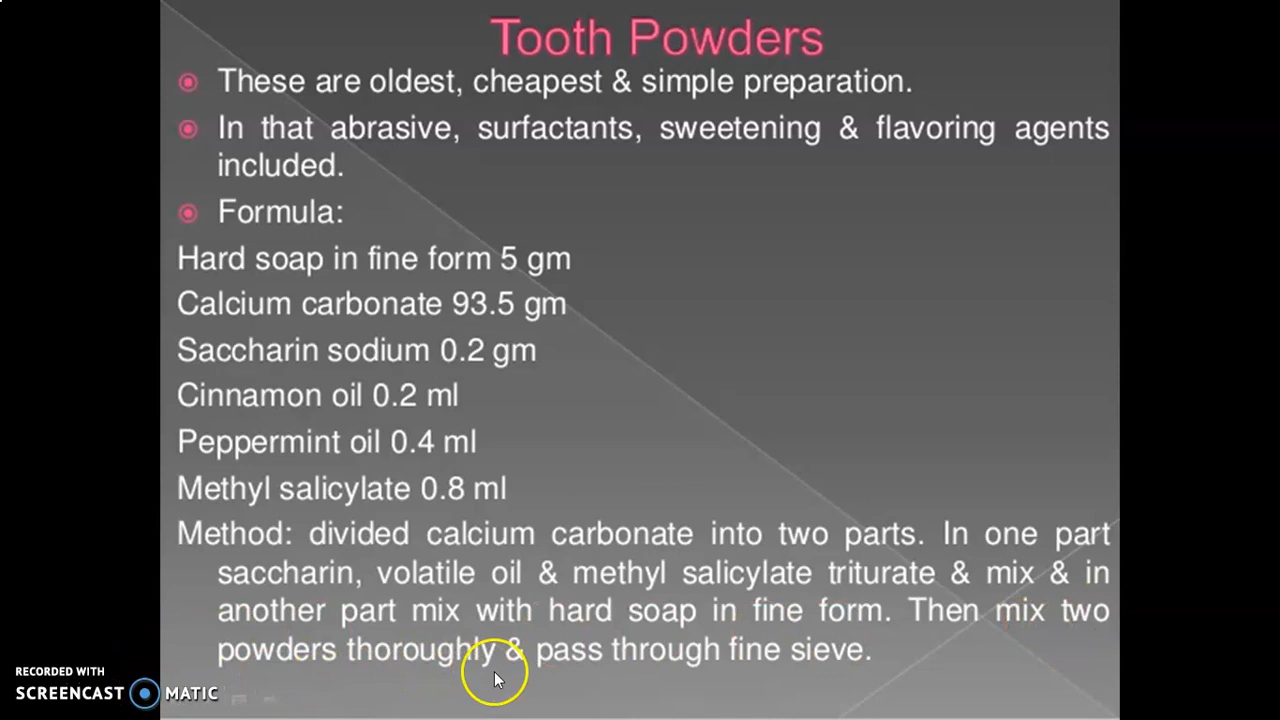 Tooth Powders
These are oldest, cheapest & simple preparation.
In that abrasive, surfactants, sweetening & flavoring agents
included.
Formula:
Hard soap in fine form 5 gm
Calcium carbonate 93.5 gm
Saccharin sodium 0.2 gm
Cinnamon oil 0.2 ml
Peppermint oil 0.4 ml
Methyl salicylate 0.8 ml
Method: divided calcium carbonate into two parts. In one part
saccharin, volatile oil & methyl salicylate triturate & mix & in
another part mix with hard soap in fine form. Then mix two
powders thoroughly & pass through fine sieve.
RECORDED WITH
SCREENCAST MATIC